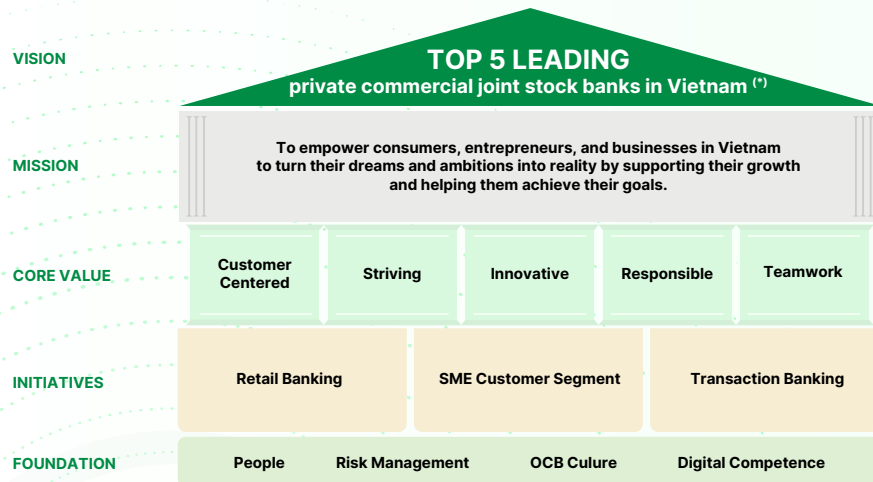 VISION
TOP 5 LEADING
private commercial joint stock banks in Vietnam (*)
MISSION
To empower consumers, entrepreneurs, and businesses in Vietnam
to turn their dreams and ambitions into reality by supporting their growth
and helping them achieve their goals.
CORE VALUE
Customer
Centered
Striving
Innovative
Responsible
Teamwork
INITIATIVES
Retail Banking
SME Customer Segment
Transaction Banking
FOUNDATION
People
Risk Management
OCB Culure
Digital Competence